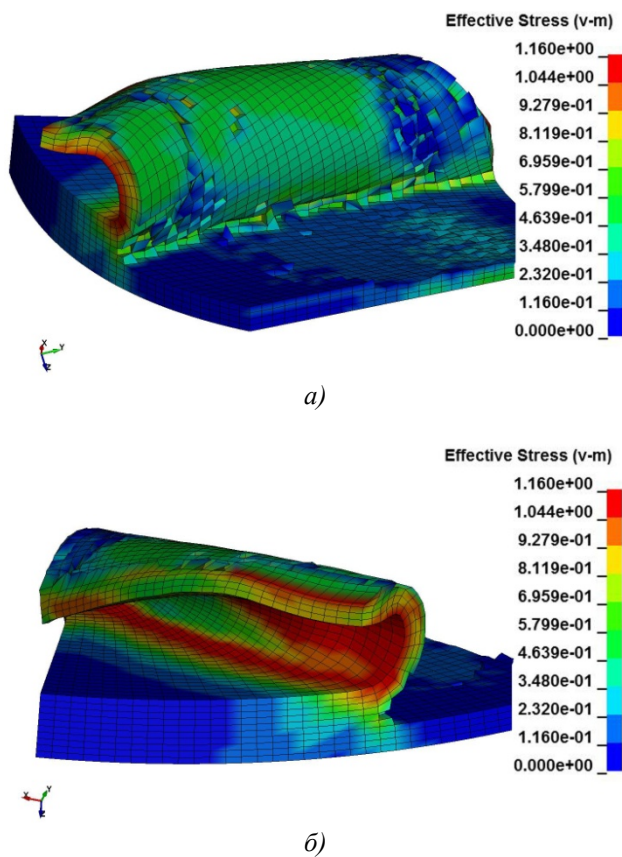 Effective Stress (v-m)
1.160e+00
1.044e+00
9.279e-01
8.119e-01
6.959e-01
5.799e-01
4.639e-01
3.480e-01
2.320e-01
1.160e-01
0.000e+00
X
Y
Z
а)
Effective Stress (v-m)
1.160e+00
1.044e+00
9.279e-01
8.119e-01
6.959e-01
5.799e-01
4.639e-01
3.480e-01
2.320e-01
1.160e-01
0.000e+00
X
Y
Z
б)